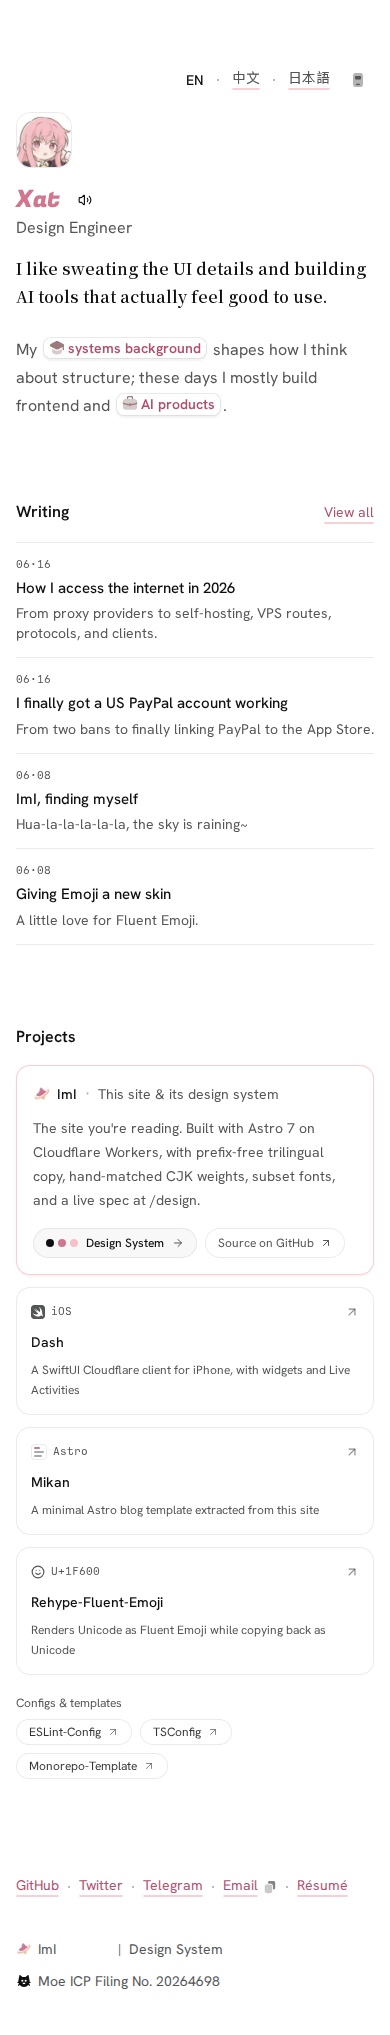 EN · 中文 · 日本語
Xat
Design Engineer
I like sweating the UI details and building
AI tools that actually feel good to use.
My systems background shapes how I think
about structure; these days I mostly build
frontend and AI products .
Writing
View all
06·16
How I access the internet in 2026
From proxy providers to self-hosting, VPS routes,
protocols, and clients.
06·16
I finally got a US PayPal account working
From two bans to finally linking PayPal to the App Store.
06·08
ImI, finding myself
Hua-la-la-la-la-la, the sky is raining~
06·08
Giving Emoji a new skin
A little love for Fluent Emoji.
Projects
ImI · This site & its design system
The site you're reading. Built with Astro 7 on
Cloudflare Workers, with prefix-free trilingual
copy, hand-matched CJK weights, subset fonts,
and a live spec at /design.
Design System → Source on GitHub ↗
iOS ↗
Dash
A SwiftUI Cloudflare client for iPhone, with widgets and Live
Activities
Astro ↗
Mikan
A minimal Astro blog template extracted from this site
U+1F600 ↗
Rehype-Fluent-Emoji
Renders Unicode as Fluent Emoji while copying back as
Unicode
Configs & templates
ESLint-Config ↗ TSConfig ↗
Monorepo-Template ↗
GitHub · Twitter · Telegram · Email · Résumé
ImI | Design System
Moe ICP Filing No. 20264698